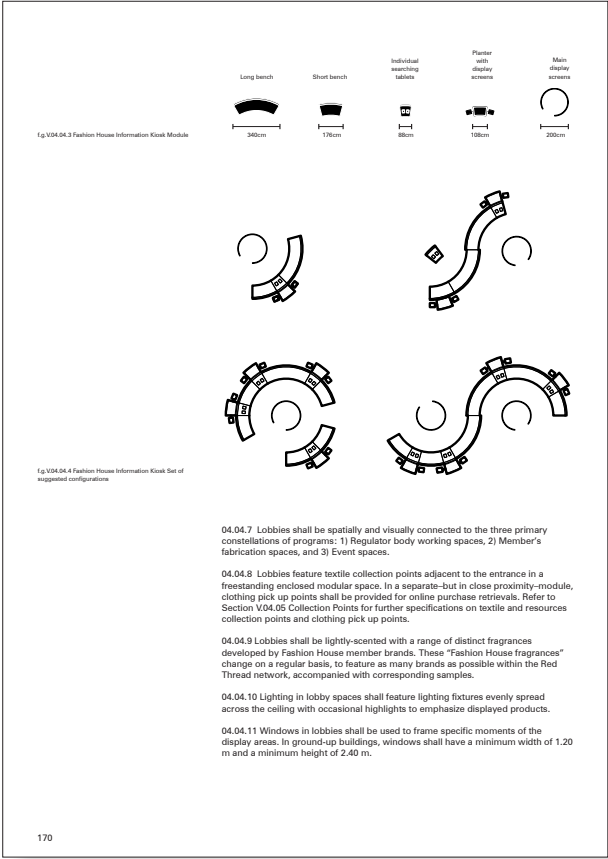 Long bench
Short bench
Individual
searching
tablets
Planter
with
display
screens
Main
display
screens
f.g.V.04.04.3 Fashion House Information Kiosk Module
340cm
176cm
88cm
108cm
200cm
f.g.V.04.04.4 Fashion House Information Kiosk Set of
suggested configurations
04.04.7 Lobbies shall be spatially and visually connected to the three primary
constellations of programs: 1) Regulator body working spaces, 2) Member's
fabrication spaces, and 3) Event spaces.
04.04.8 Lobbies feature textile collection points adjacent to the entrance in a
freestanding enclosed modular space. In a separate–but in close proximity–module,
clothing pick up points shall be provided for online purchase retrievals. Refer to
Section V.04.05 Collection Points for further specifications on textile and resources
collection points and clothing pick up points.
04.04.9 Lobbies shall be lightly-scented with a range of distinct fragrances
developed by Fashion House member brands. These “Fashion House fragrances”
change on a regular basis, to feature as many brands as possible within the Red
Thread network, accompanied with corresponding samples.
04.04.10 Lighting in lobby spaces shall feature lighting fixtures evenly spread
across the ceiling with occasional highlights to emphasize displayed products.
04.04.11 Windows in lobbies shall be used to frame specific moments of the
display areas. In ground-up buildings, windows shall have a minimum width of 1.20
m and a minimum height of 2.40 m.
170